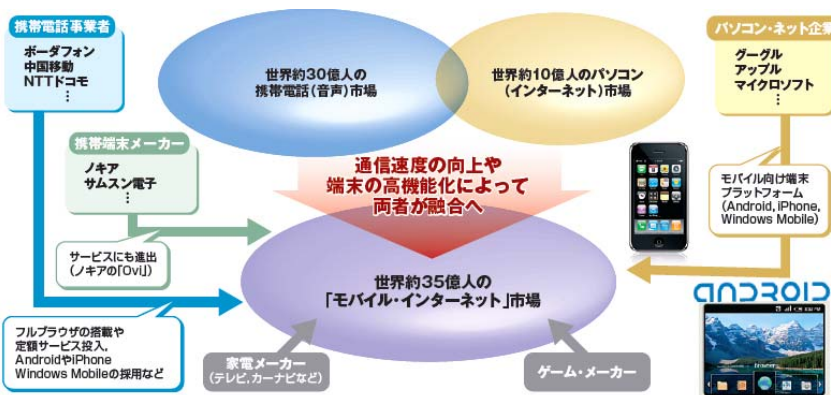 携帯電話事業者
ボーダフォン
中国移動
NTTドコモ
⋮
世界約30億人の
携帯電話(音声)市場
世界約10億人のパソコン
(インターネット)市場
パソコン・ネット企業
グーグル
アップル
マイクロソフト
⋮
携帯端末メーカー
ノキア
サムスン電子
⋮
通信速度の向上や
端末の高機能化によって
両者が融合へ
モバイル向け端末
プラットフォーム
(Android, iPhone,
Windows Mobile)
サービスにも進出
(ノキアの「Ovi」)
世界約35億人の
「モバイル・インターネット」市場
フルブラウザの搭載や
定額サービス投入,
AndroidやiPhone
Windows Mobileの採用など
家電メーカー
(テレビ,カーナビなど)
ゲーム・メーカー
ANDROID
Browser